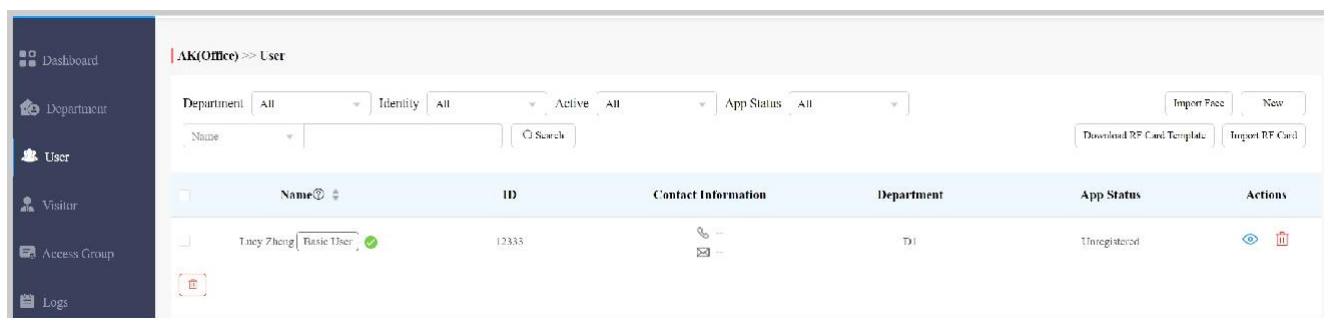 Dashboard
Department
User
Visitor
Access Group
Logs
AK(Office) >> User
Department All Identity All Active All App Status All Import Face New
Name Search Download RF Card Template Import RF Card
Name ID Contact Information Department App Status Actions
Lucy Zheng Basic User 12333 -- D1 Unregistered
--